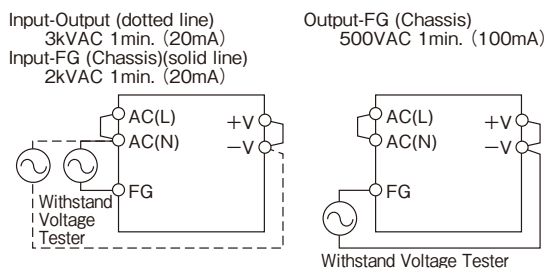 Input-Output (dotted line)
3kVAC 1min. (20mA)
Input-FG (Chassis)(solid line)
2kVAC 1min. (20mA)
AC(L)
AC(N)
FG
+V
−V
Withstand
Voltage
Tester
Output-FG (Chassis)
500VAC 1min. (100mA)
AC(L)
AC(N)
FG
+V
−V
Withstand Voltage Tester